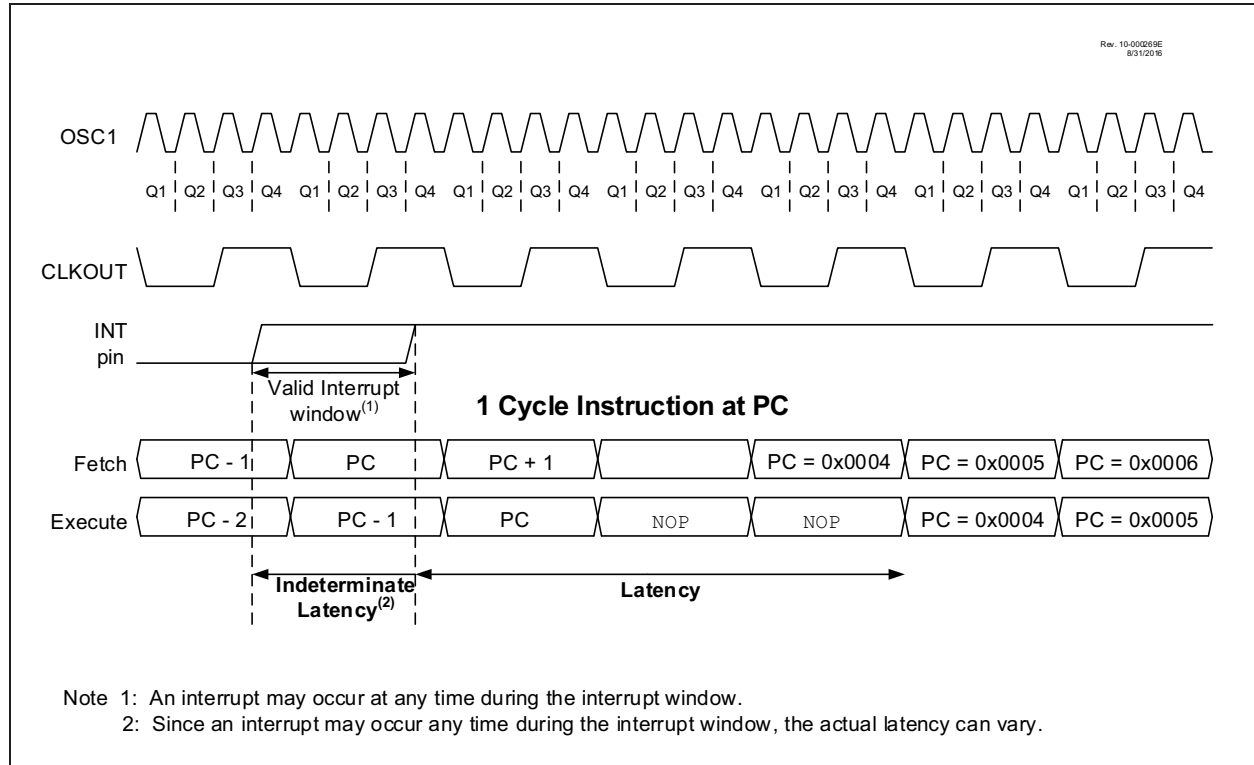 Rev. 10-000269E
8/31/2016
OSC1
Q1 Q2 Q3 Q4 Q1 Q2 Q3 Q4 Q1 Q2 Q3 Q4 Q1 Q2 Q3 Q4 Q1 Q2 Q3 Q4 Q1 Q2 Q3 Q4 Q1 Q2 Q3 Q4
CLKOUT
INT
pin
Valid Interrupt
window(1)
1 Cycle Instruction at PC
Fetch PC - 1 PC PC + 1 PC = 0x0004 PC = 0x0005 PC = 0x0006
Execute PC - 2 PC - 1 PC NOP NOP PC = 0x0004 PC = 0x0005
Indeterminate
Latency(2)
Latency
Note 1: An interrupt may occur at any time during the interrupt window.
2: Since an interrupt may occur any time during the interrupt window, the actual latency can vary.